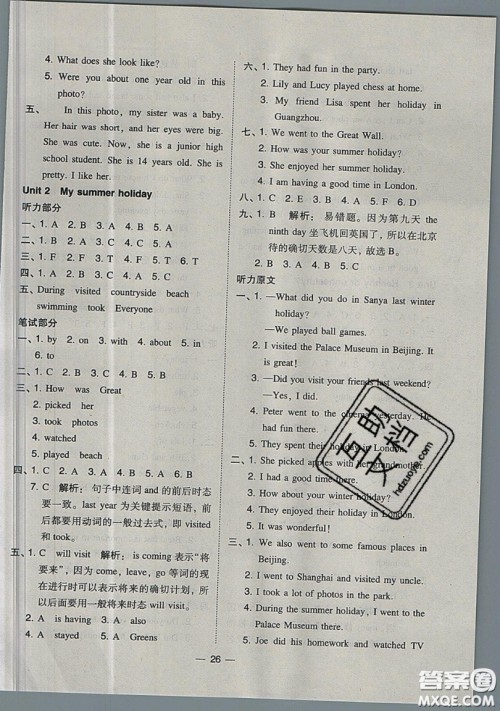 4. What does she look like?
5. Were you about one year old in this
photo?
五、 In this photo, my sister was a baby.
Her hair was short, and her eyes were big.
She was cute. Now, she is a junior high
school student. She is 14 years old. She is
pretty. I like her.
Unit 2 My summer holiday
听力部分
一、1. A 2. B 3. A 4. B 5. A
二、1. B 2. A 3. B 4. A 5. B
三、1. F 2. F 3. T 4. T 5. F
四、1. A 2. C 3. B 4. A 5. C
五、During visited countryside beach
swimming took Everyone
笔试部分
一、1. by 2. on 3. with 4. about 5. in
6. to
二、1. B 2. C 3. A 4. B 5. A 6. C
三、1. How was Great
2. picked her
3. took photos
4. watched
5. played beach
四、1. C 2. B 3. C 4. A 5. D 6. A
7. C 解析：句子中连词 and 的前后时态
要一致。last year 为关键提示短语，前
后都要用动词的一般过去式，即 visited
和 took。
五、1. C will visit 解析：is coming 表示“将
要来”，因为 come，leave，go 等词的现
在进行时可以表示将来的确切计划，所
以后面要用一般将来时态 will visit。
2. A is having 3. A also
4. A stayed 5. A Greens
六、1. They had fun in the party.
2. Lily and Lucy played chess at home.
3. My friend Lisa spent her holiday in
Guangzhou.
七、1. We went to the Great Wall.
2. How was your summer holiday?
3. She enjoyed her summer holiday.
4. I had a good time in London.
八、1. C 2. D 3. B 4. E 5. A
九、1. B 解析：易错题。因为第九天 the
ninth day 坐飞机回英国了，所以在北京
待的确切天数是八天，故选 B。
听力原文
一、1. —What did you do in Sanya last winter
holiday?
—We played ball games.
2. I visited the Palace Museum in Beijing. It
is great!
3. —Did you visit your friends last weekend?
—Yes, I did.
4. Peter went to the cinema yesterday. He
had fun there.
5. They spent their holiday in London.
二、1. She picked apples with her grandmother.
2. I had a good time there.
3. I stayed at home.
4. How was your holiday?
5. It was wonderful!
三、1. We also went to some famous places in
Beijing.
2. I went to Shanghai and visited my uncle.
3. I took a lot of photos in the park.
4. During the summer holiday, I went to the
Palace Museum.
5. Joe did his homework and watched TV
26
互助
文档
hdzuoye.com
答案圈
MXQE.COM